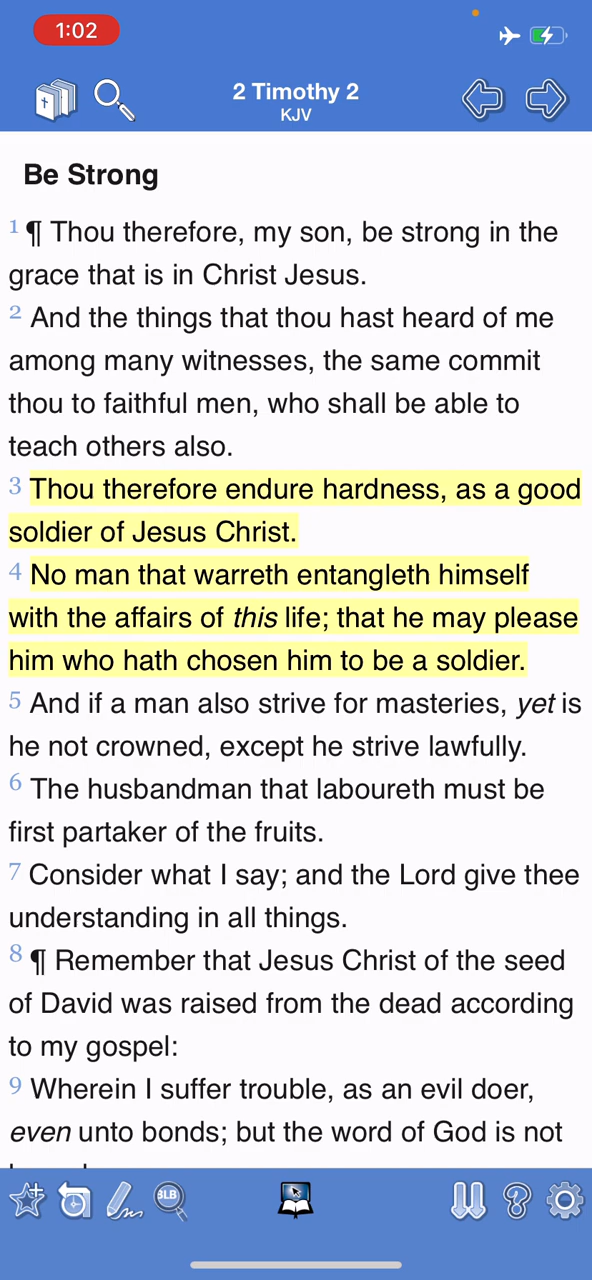 1:02
2 Timothy 2
KJV
Be Strong
1 ¶ Thou therefore, my son, be strong in the
grace that is in Christ Jesus.
2 And the things that thou hast heard of me
among many witnesses, the same commit
thou to faithful men, who shall be able to
teach others also.
3 Thou therefore endure hardness, as a good
soldier of Jesus Christ.
4 No man that warreth entangleth himself
with the affairs of this life; that he may please
him who hath chosen him to be a soldier.
5 And if a man also strive for masteries, yet is
he not crowned, except he strive lawfully.
6 The husbandman that laboureth must be
first partaker of the fruits.
7 Consider what I say; and the Lord give thee
understanding in all things.
8 ¶ Remember that Jesus Christ of the seed
of David was raised from the dead according
to my gospel:
9 Wherein I suffer trouble, as an evil doer,
even unto bonds; but the word of God is not
BLB